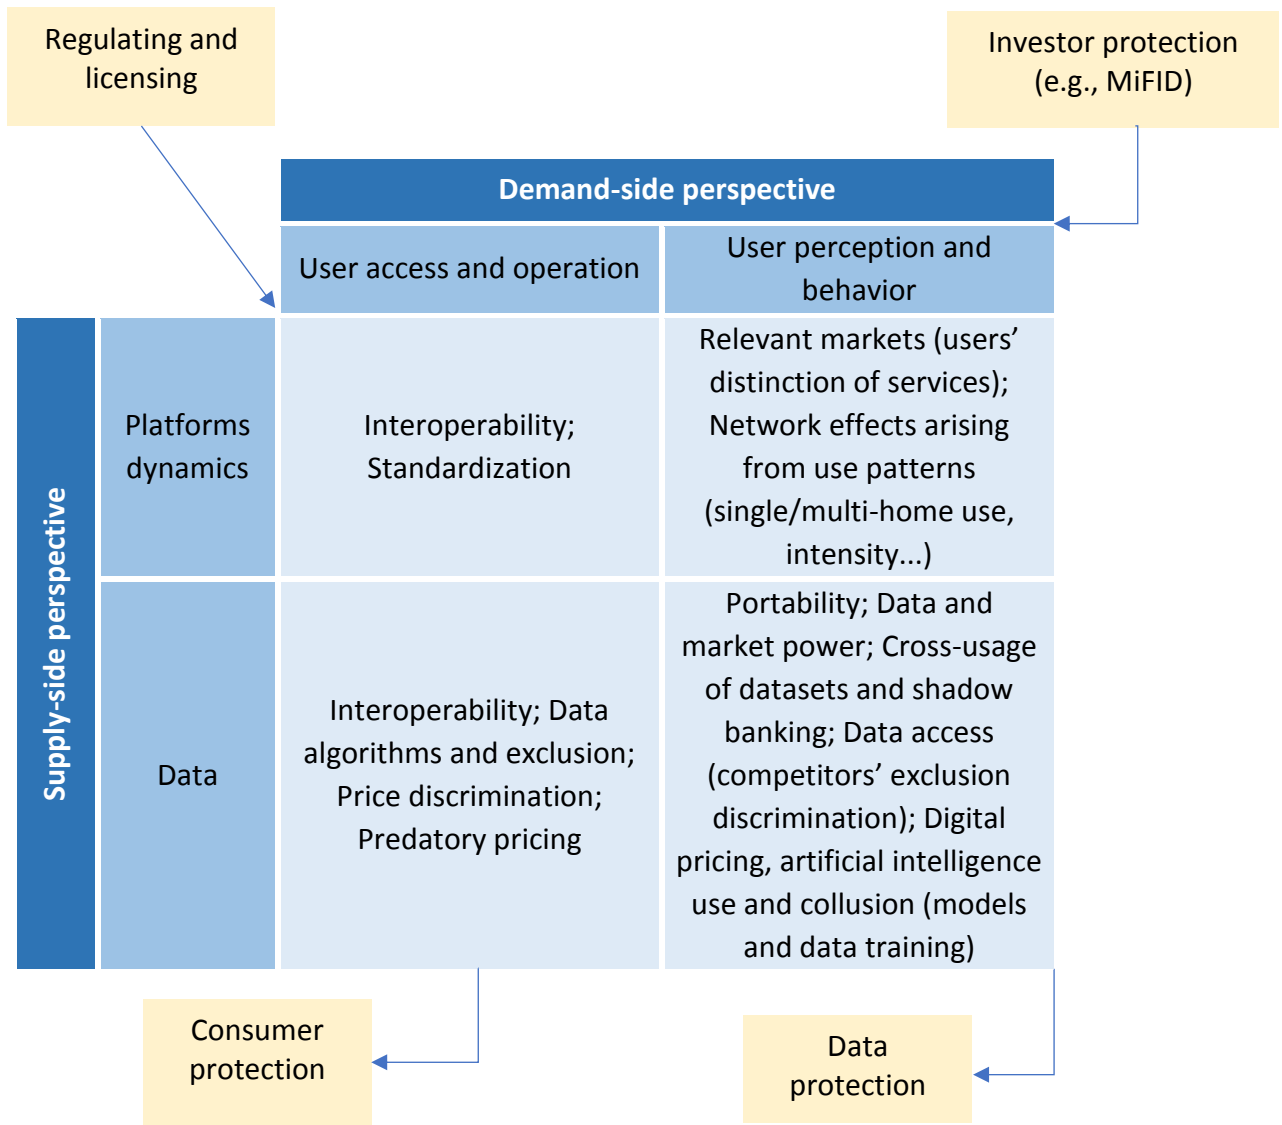 Regulating and
licensing
Investor protection
(e.g., MiFID)
Demand-side perspective
User access and operation
User perception and
behavior
Supply-side perspective
Platforms
dynamics
Interoperability;
Standardization
Relevant markets (users’
distinction of services);
Network effects arising
from use patterns
(single/multi-home use,
intensity...)
Data
Interoperability; Data
algorithms and exclusion;
Price discrimination;
Predatory pricing
Portability; Data and
market power; Cross-usage
of datasets and shadow
banking; Data access
(competitors’ exclusion
discrimination); Digital
pricing, artificial intelligence
use and collusion (models
and data training)
Consumer
protection
Data
protection